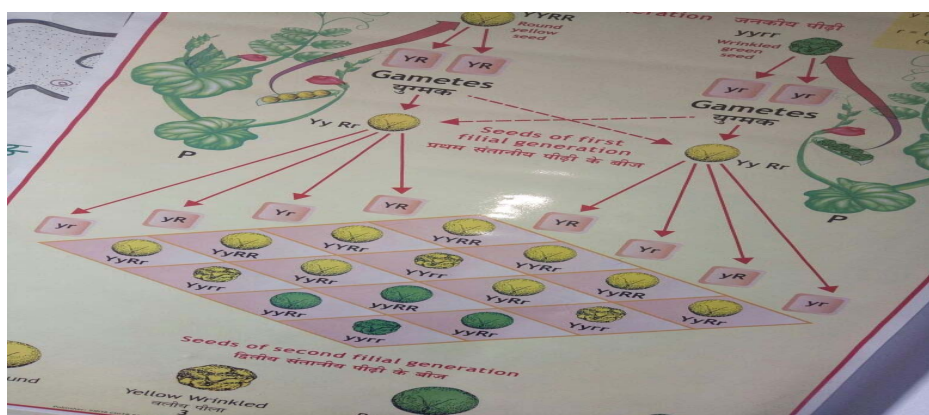 YYRR
Round
yellow
seed
जनकीय पीढ़ी
yyrr
Wrinkled
green
seed
YR YR
yr yr
Gametes
युग्मक
Gametes
युग्मक
Yy Rr
Yy Rr
Seeds of first
filial generation
प्रथम संतानीय पीढ़ी के बीज
P
P
yr yR Yr YR
YR Yr yR yr
YyRr YyRR YYRr YYRR
Yyrr YyRr YYrr YYRr
yyRr yyRR YyRr YyRR
yyrr yyRr Yyrr YyRr
Seeds of second filial generation
द्वितीय संतानीय पीढ़ी के बीज
Yellow Wrinkled
3